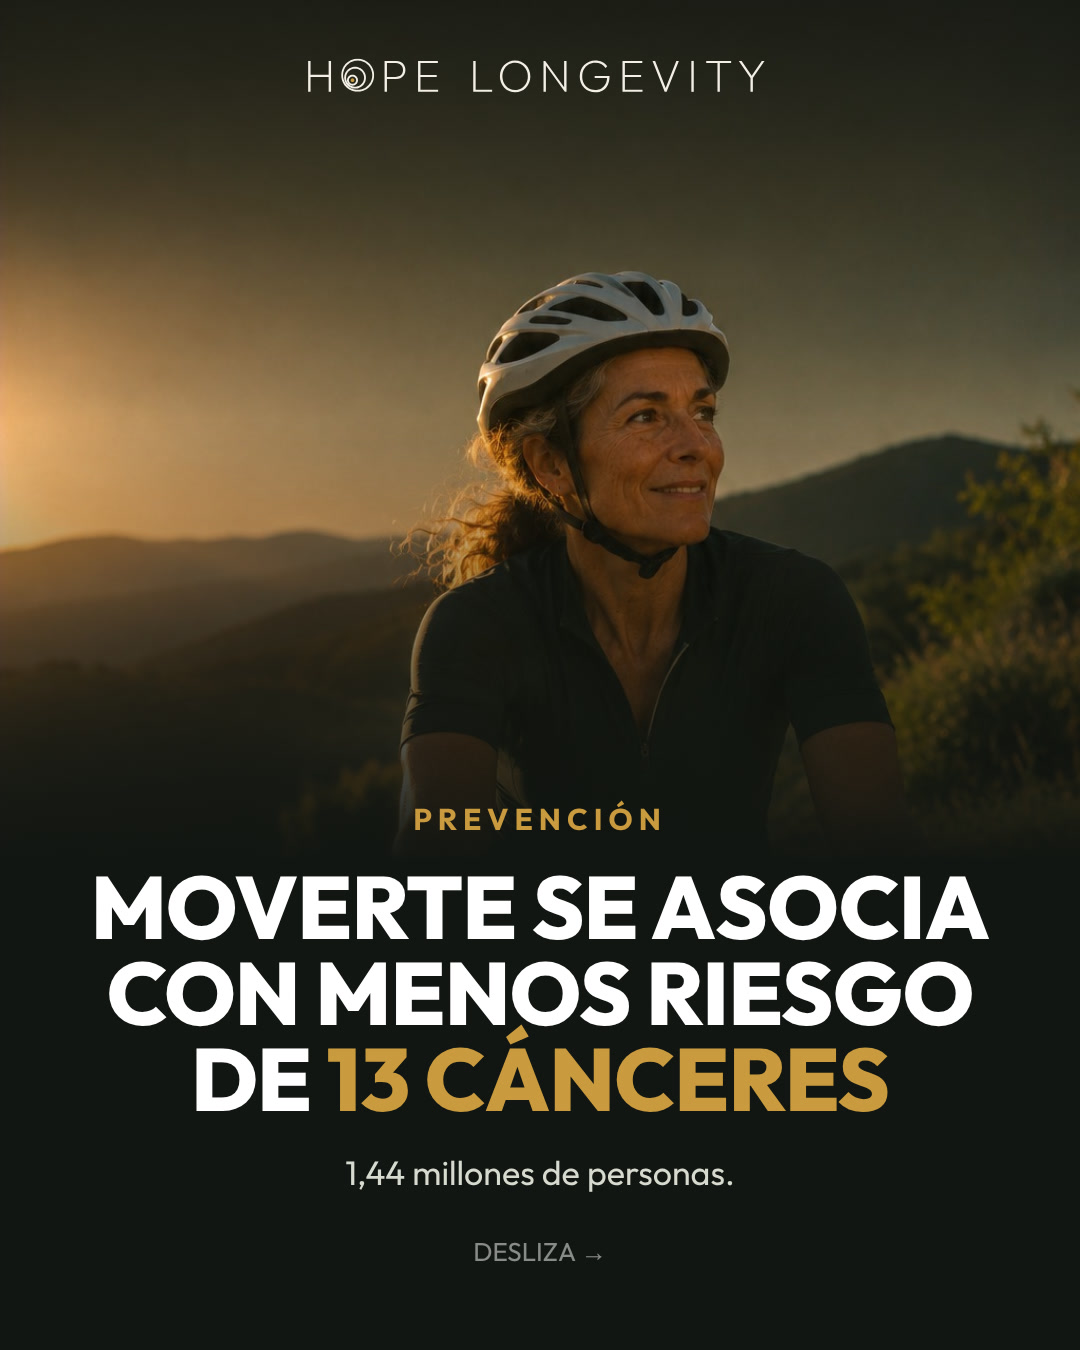 HOPE LONGEVITY
PREVENCIÓN
MOVERTE SE ASOCIA
CON MENOS RIESGO
DE 13 CÁNCERES
1,44 millones de personas.
DESLIZA →